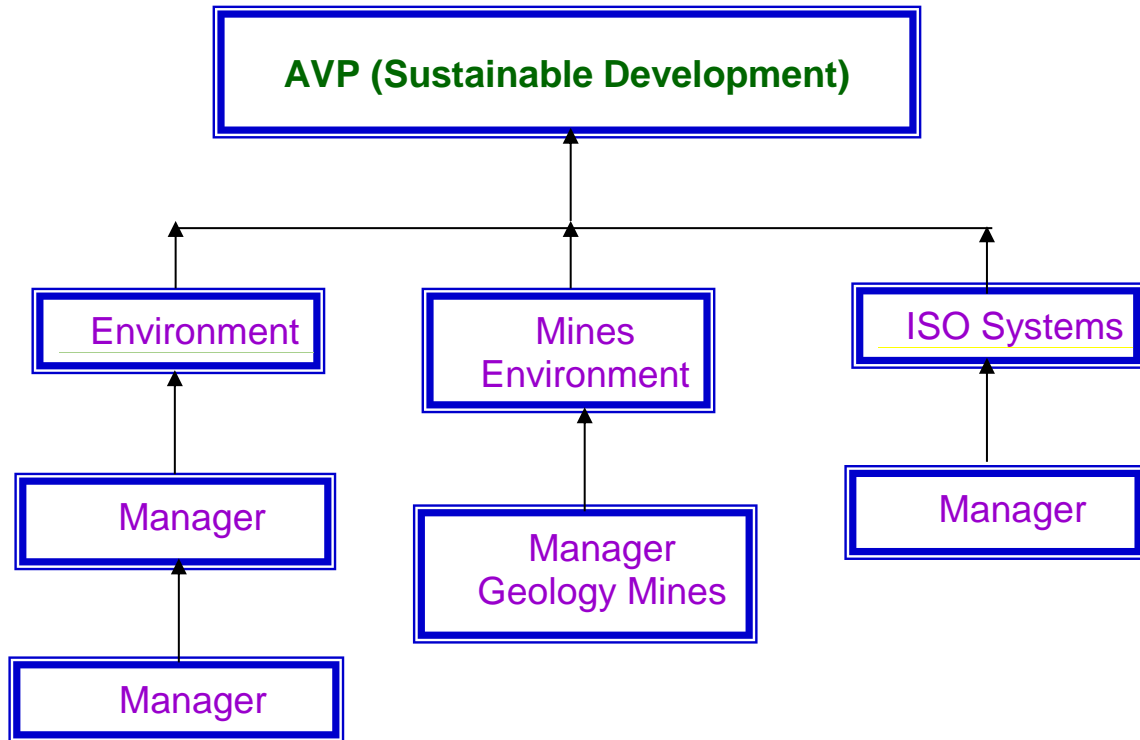 AVP (Sustainable Development)
Environment
Mines
Environment
ISO Systems
Manager
Manager
Geology Mines
Manager
Manager